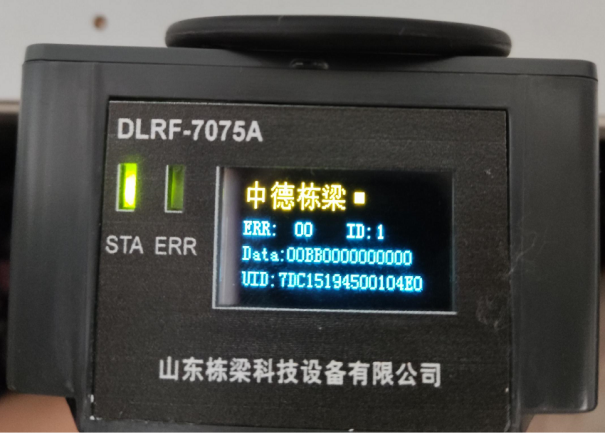 DLRF-7075A
中德栋梁
ERR: 00 ID:1
Data:00BB0000000000
UID:7DC15194500104E0
STA ERR
山东栋梁科技设备有限公司